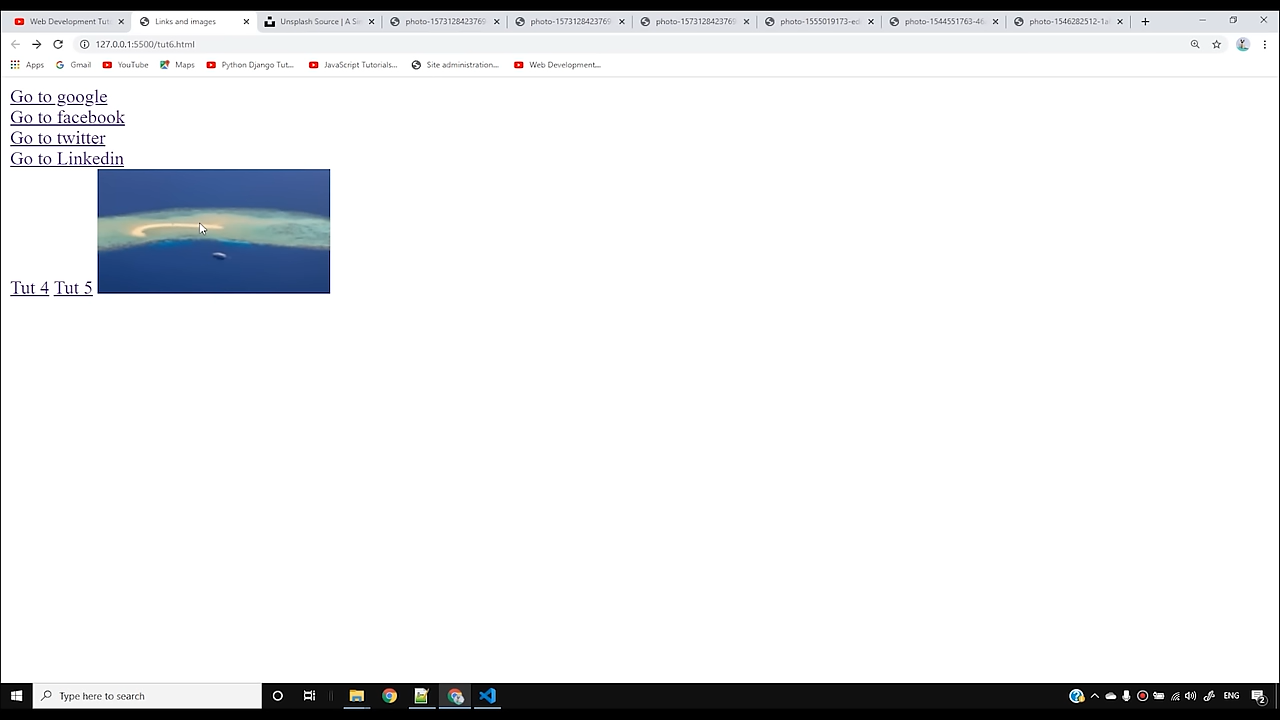 Web Development Tut
Links and images
Unsplash Source | A Si
photo-1573128423769
photo-1573128423769
photo-1573128423769
photo-1555019173-ed
photo-1544551763-46
photo-1546282512-1a
127.0.0.1:5500/tut6.html
Apps
Gmail
YouTube
Maps
Python Django Tut...
JavaScript Tutorials...
Site administration...
Web Development...
Go to google
Go to facebook
Go to twitter
Go to Linkedin
Tut 4 Tut 5
Type here to search
ENG
2